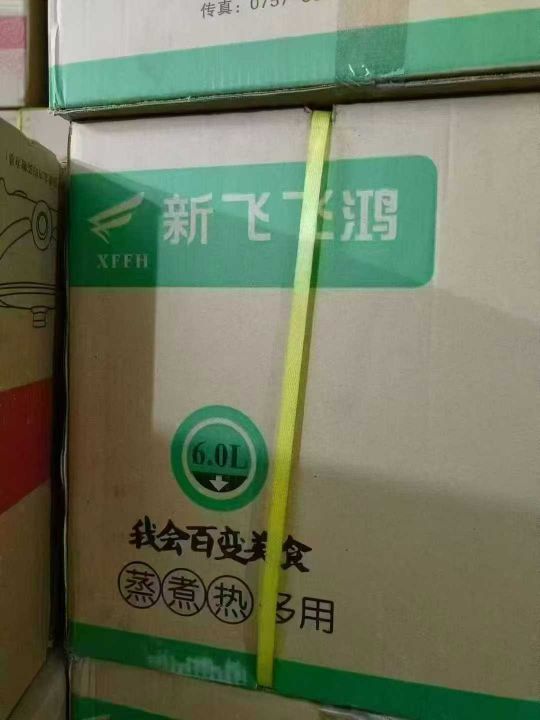 传真：0757
新飞飞鸿
XFFH
6.0L
我会百变美食
蒸煮热多用